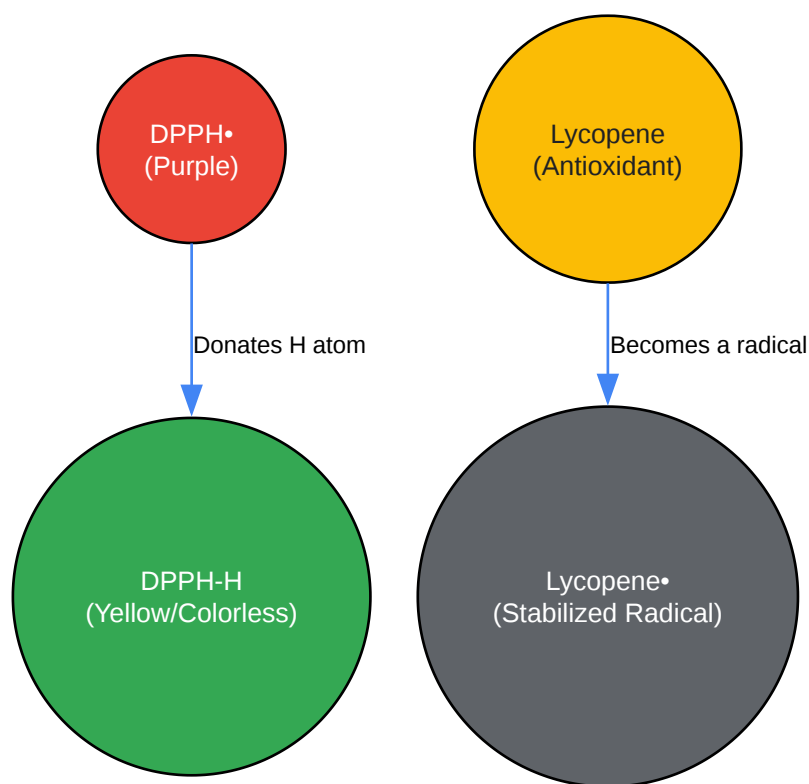 DPPH•
(Purple)
Lycopene
(Antioxidant)
Donates H atom
Becomes a radical
DPPH-H
(Yellow/Colorless)
Lycopene•
(Stabilized Radical)